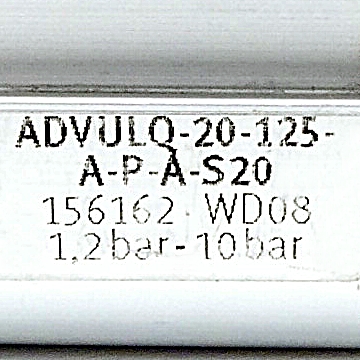 ADVULQ-20-125-
A-P-A-S20
156162 WD08
1,2bar-10bar